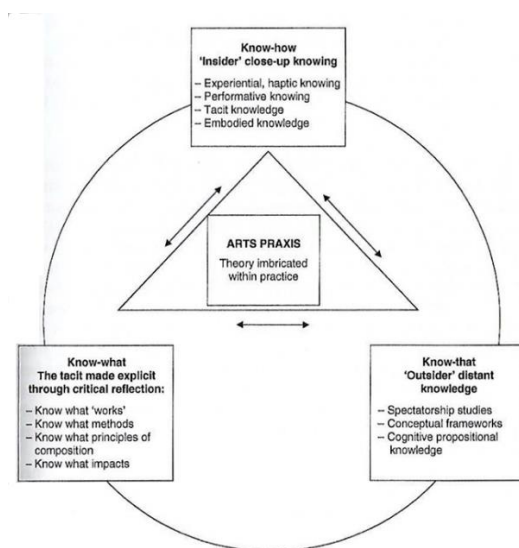 Know-how
‘Insider’ close-up knowing
– Experiential, haptic knowing
– Performative knowing
– Tacit knowledge
– Embodied knowledge
ARTS PRAXIS
Theory imbricated
within practice
Know-what
The tacit made explicit
through critical reflection:
– Know what ‘works’
– Know what methods
– Know what principles of
composition
– Know what impacts
Know-that
‘Outsider’ distant
knowledge
– Spectatorship studies
– Conceptual frameworks
– Cognitive propositional
knowledge